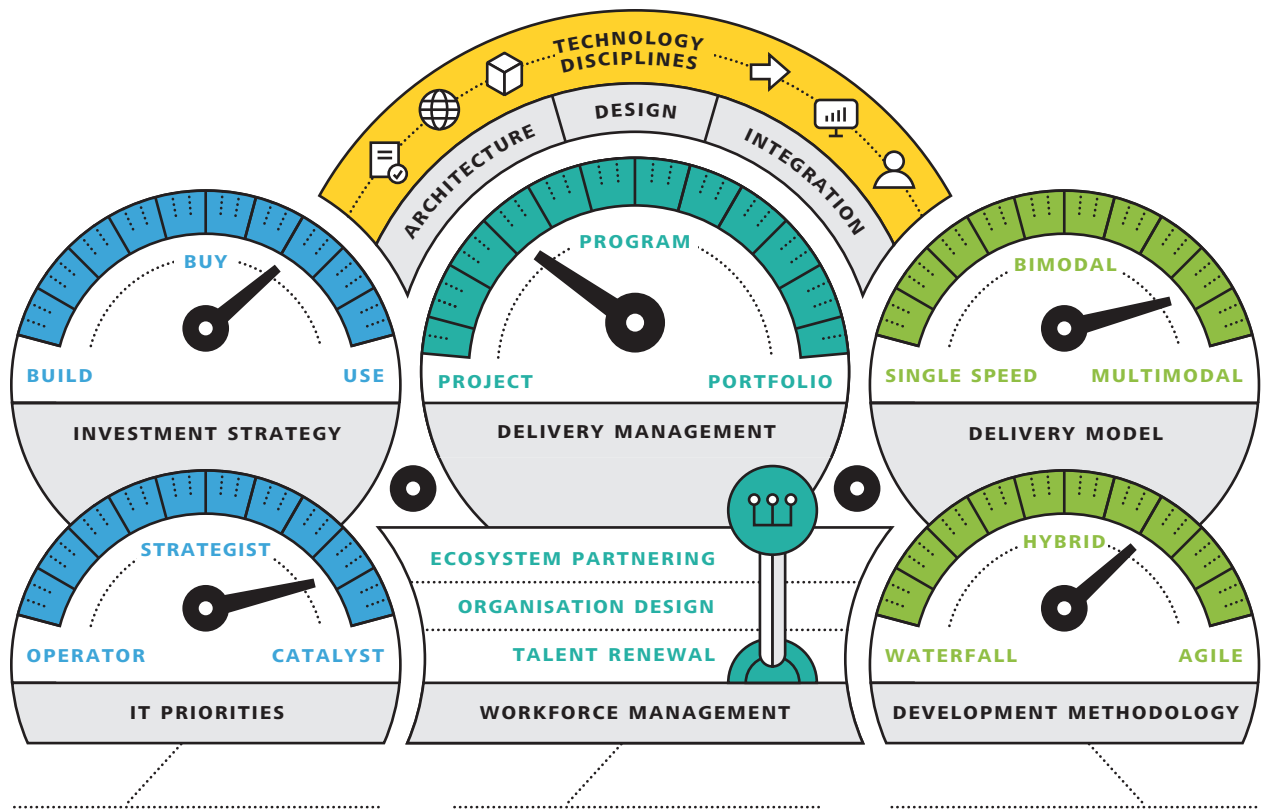 TECHNOLOGY
DISCIPLINES
ARCHITECTURE
DESIGN
INTEGRATION
BUY
BUILD
USE
INVESTMENT STRATEGY
PROGRAM
PROJECT
PORTFOLIO
DELIVERY MANAGEMENT
BIMODAL
SINGLE SPEED
MULTIMODAL
DELIVERY MODEL
STRATEGIST
OPERATOR
CATALYST
IT PRIORITIES
ECOSYSTEM PARTNERING
ORGANISATION DESIGN
TALENT RENEWAL
WORKFORCE MANAGEMENT
HYBRID
WATERFALL
AGILE
DEVELOPMENT METHODOLOGY